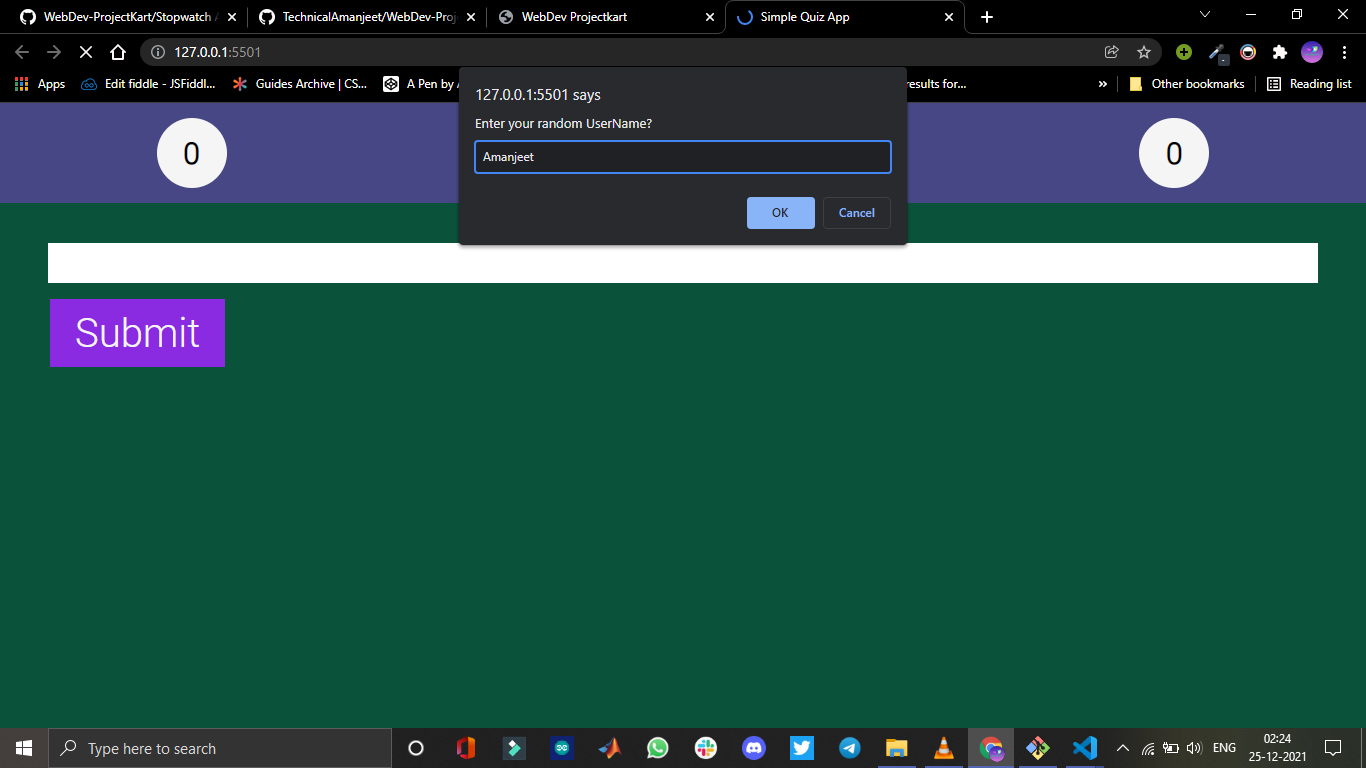 WebDev-ProjectKart/Stopwatch
TechnicalAmanjeet/WebDev-Proj
WebDev Projectkart
Simple Quiz App
127.0.0.1:5501
Apps
Edit fiddle - JSFiddl...
Guides Archive | CS...
A Pen by
results for...
»
Other bookmarks
Reading list
127.0.0.1:5501 says
Enter your random UserName?
Amanjeet
OK
Cancel
0
0
Submit
Type here to search
ENG
02:24
25-12-2021